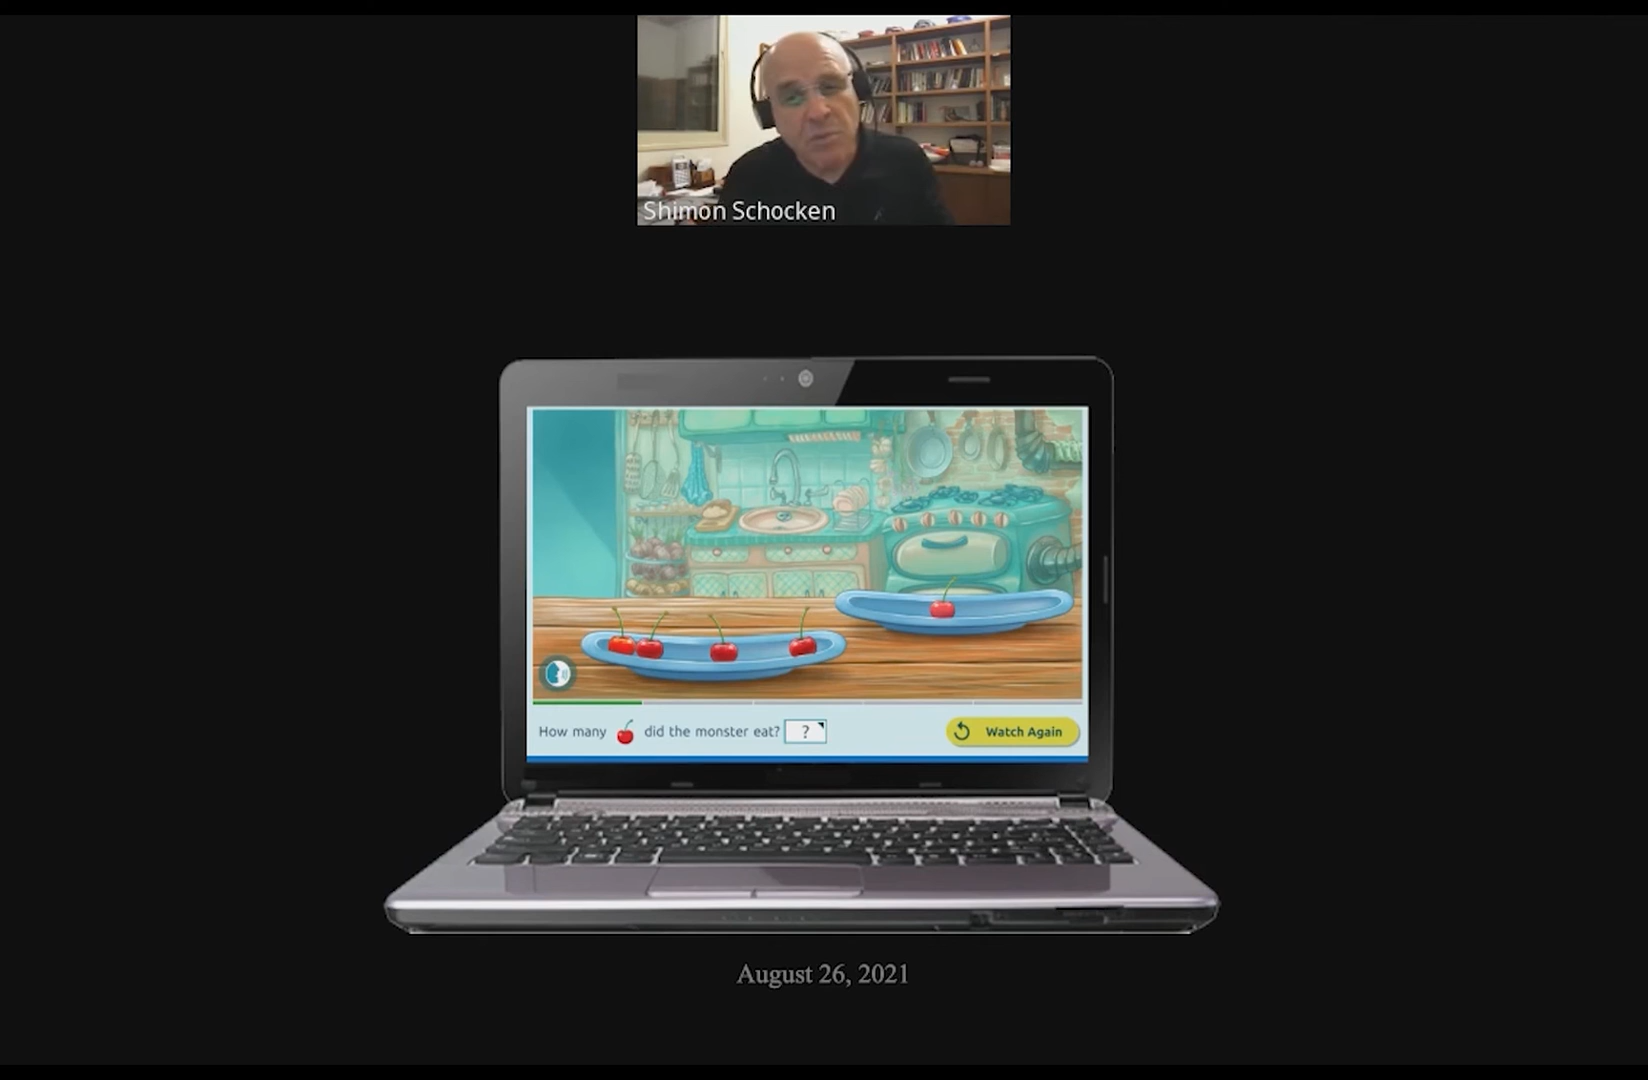 Shimon Schocken
How many did the monster eat? ?
Watch Again
August 26, 2021